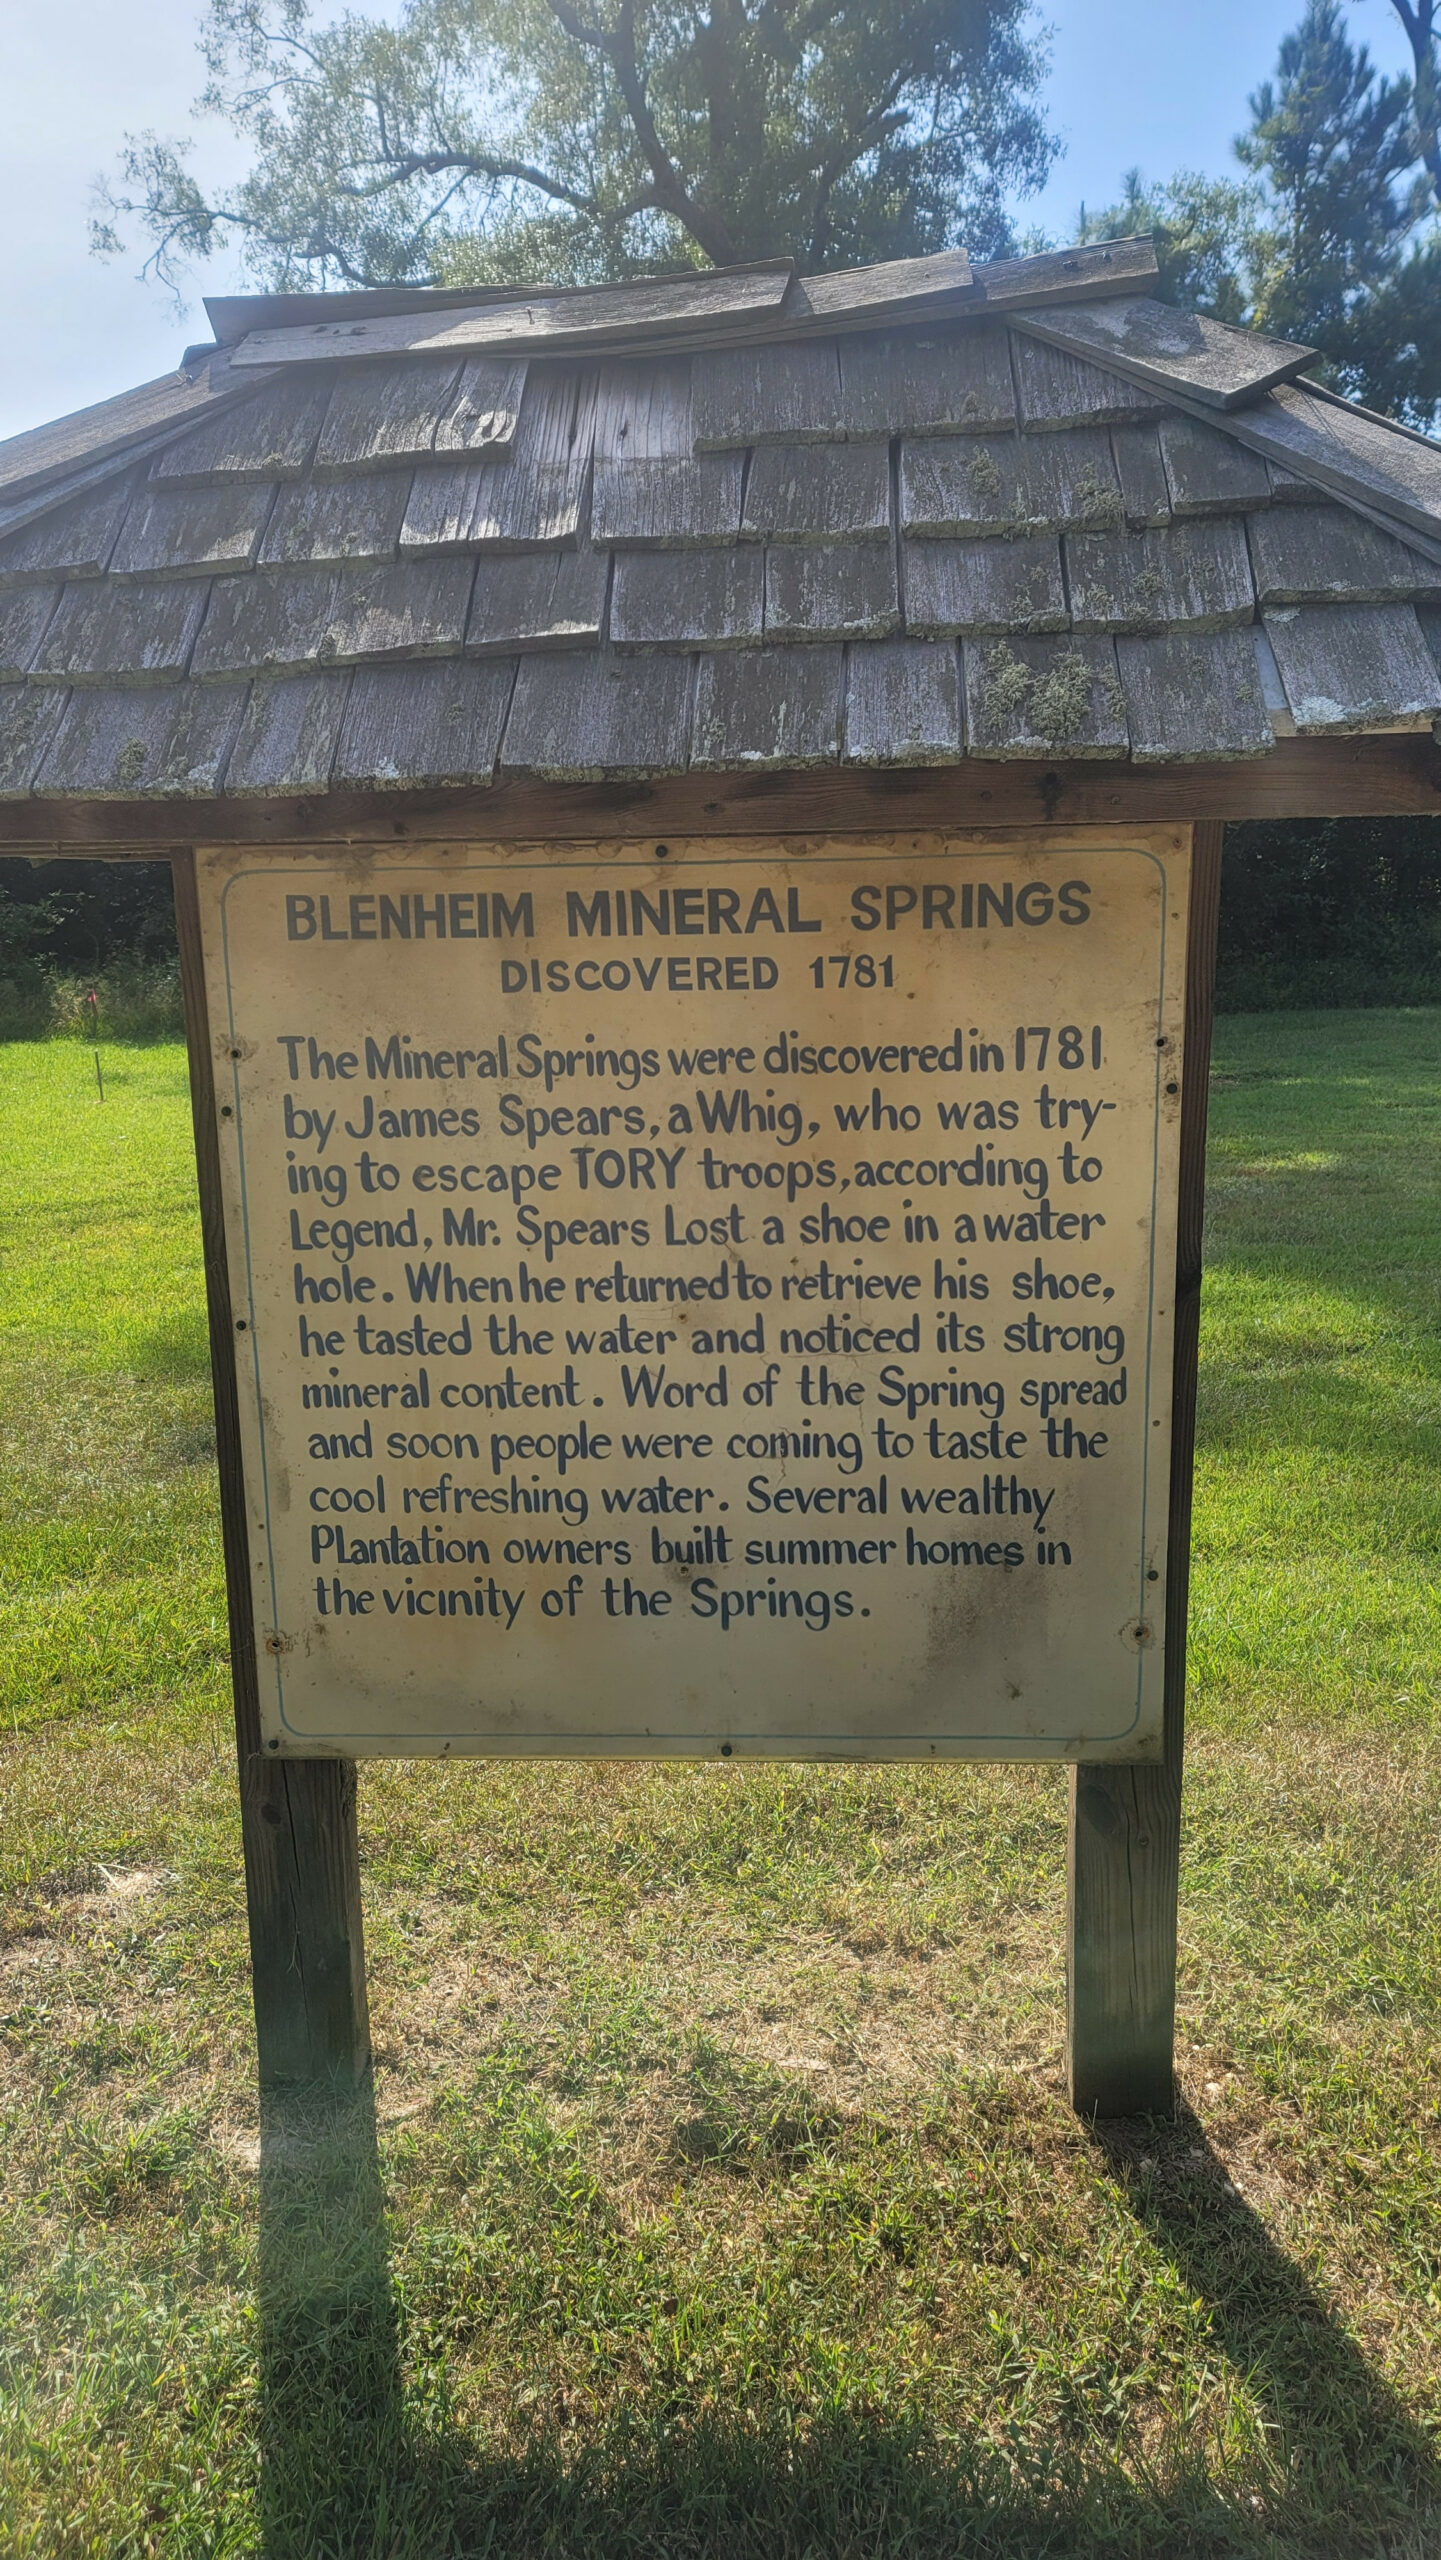 BLENHEIM MINERAL SPRINGS
DISCOVERED 1781
The Mineral Springs were discovered in 1781
by James Spears, a Whig, who was try-
ing to escape TORY troops, according to
Legend, Mr. Spears Lost a shoe in a water
hole. When he returned to retrieve his shoe,
he tasted the water and noticed its strong
mineral content. Word of the Spring spread
and soon people were coming to taste the
cool refreshing water. Several wealthy
Plantation owners built summer homes in
the vicinity of the Springs.